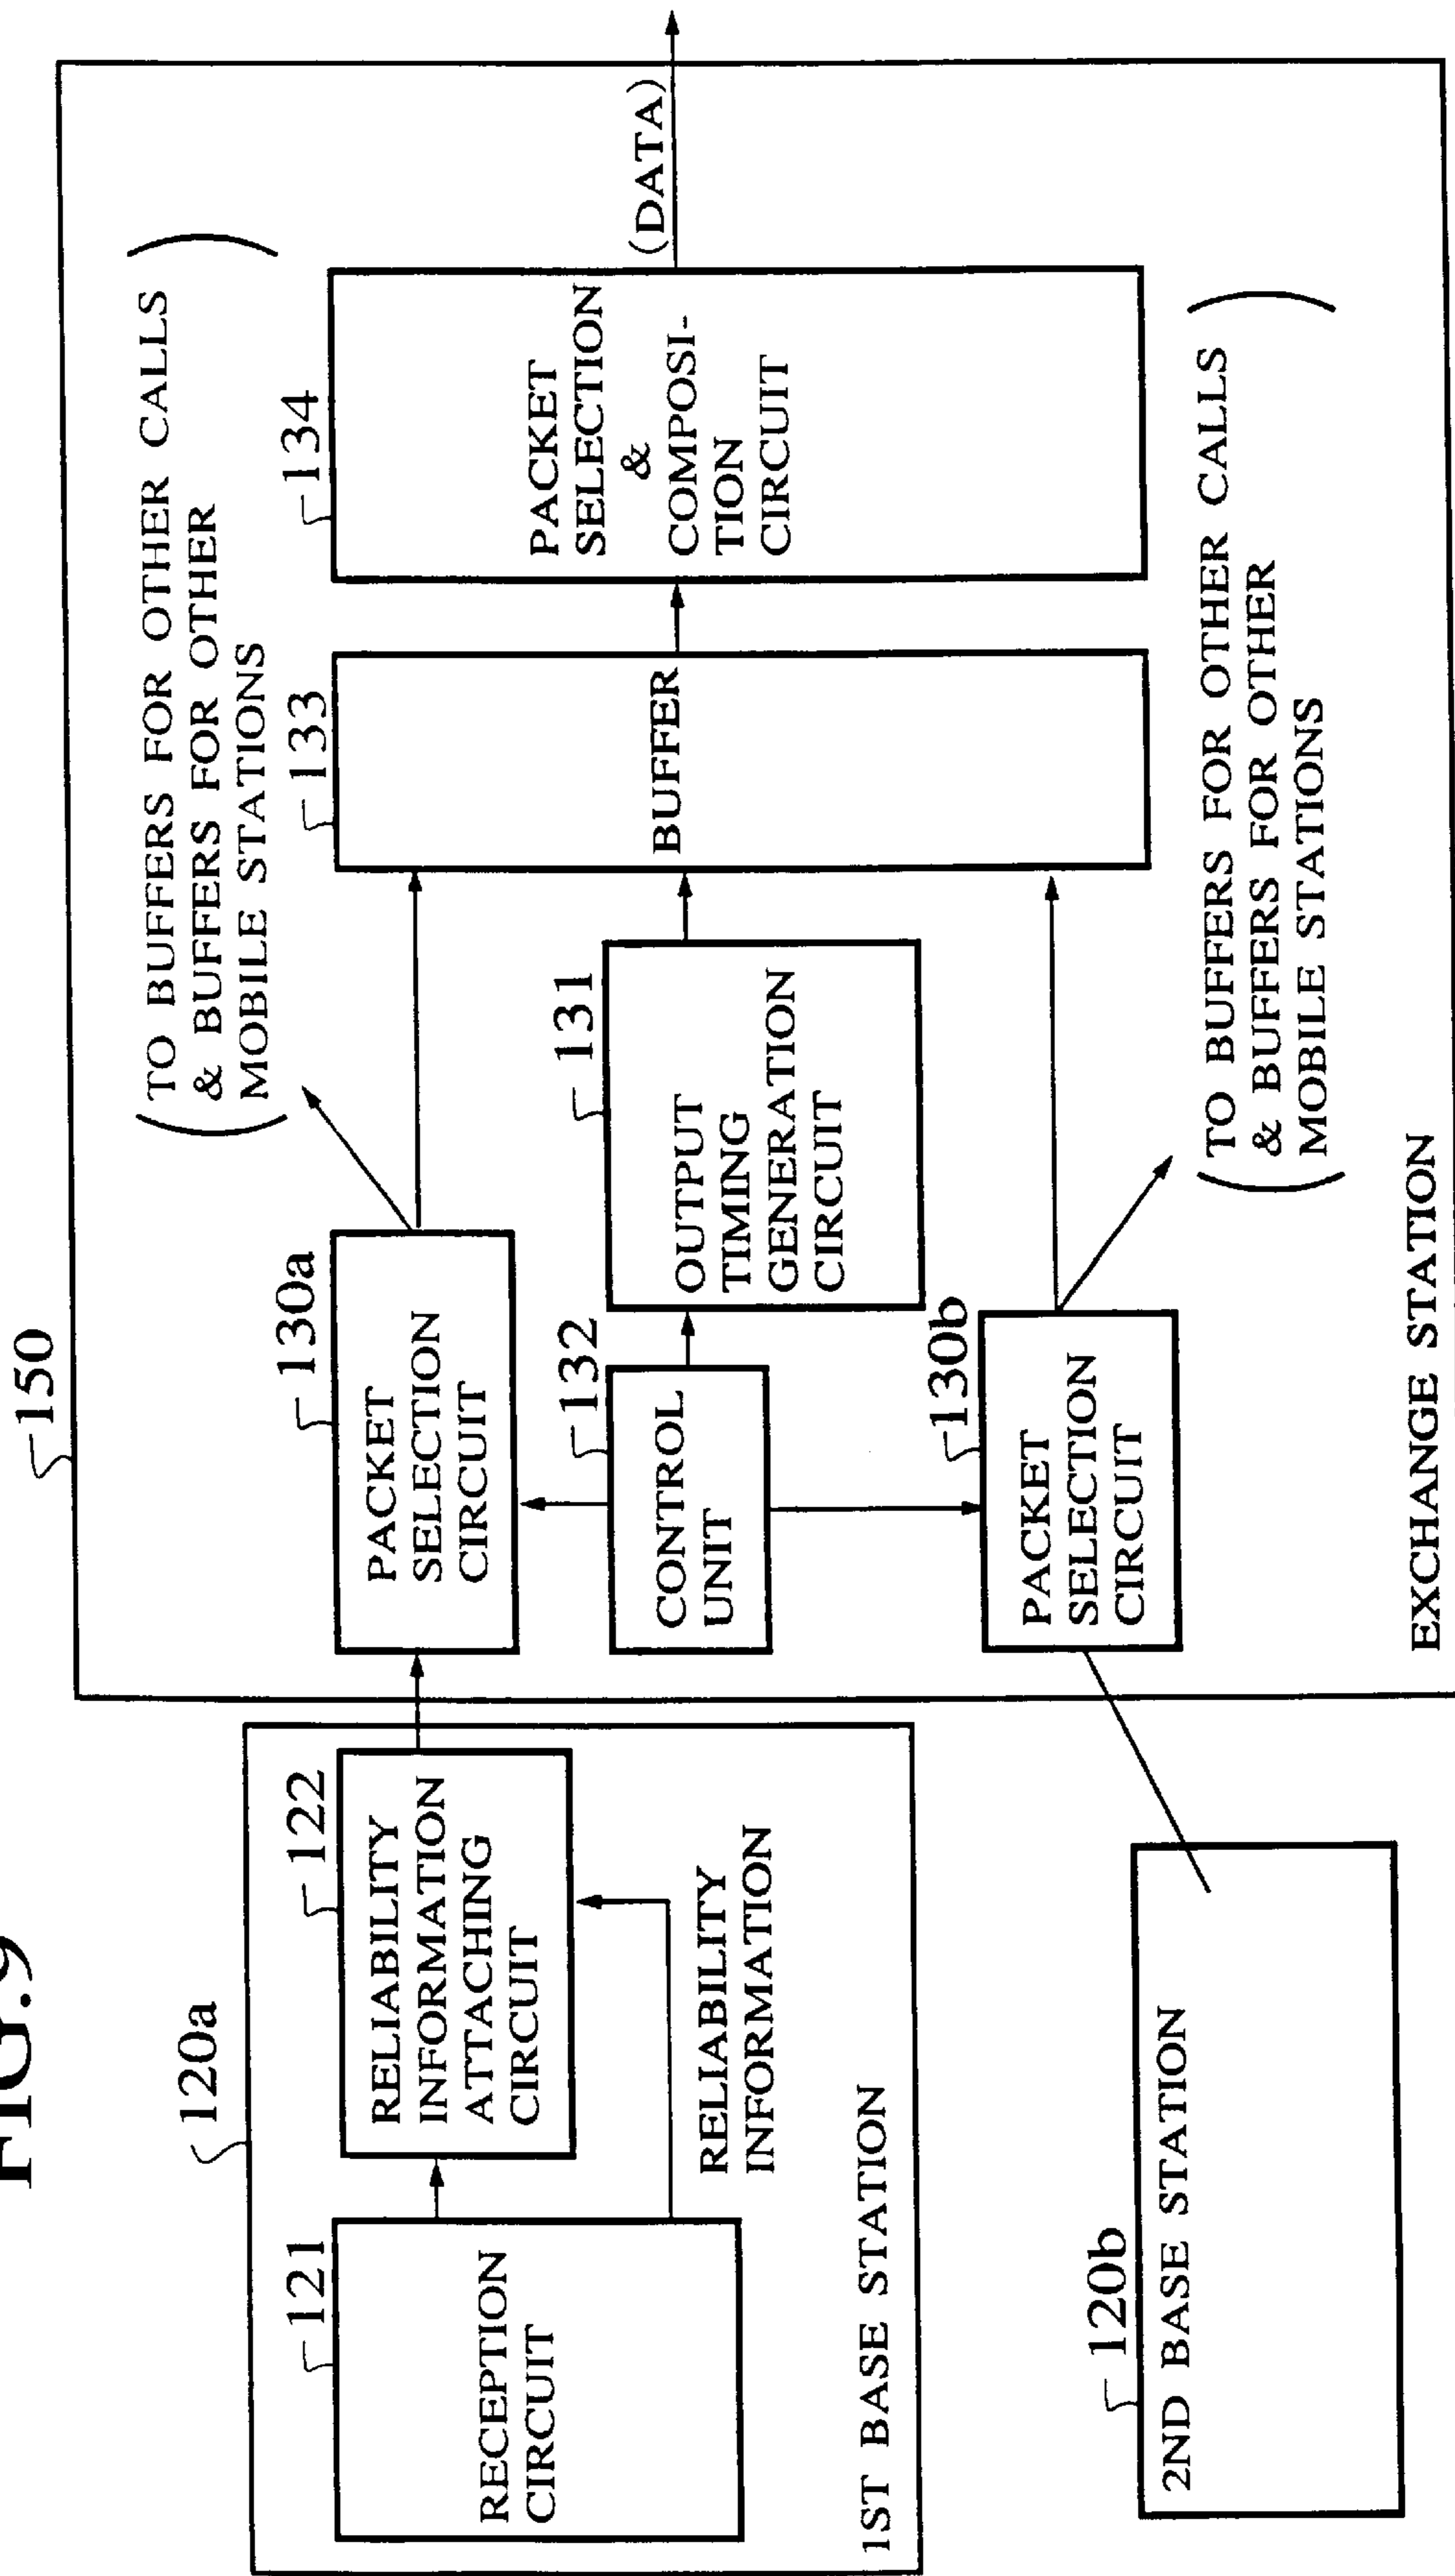 FIG.9
150
120a
121
RECEPTION
CIRCUIT
122
RELIABILITY
INFORMATION
ATTACHING
CIRCUIT
RELIABILITY
INFORMATION
1ST BASE STATION
120b
2ND BASE STATION
130a
PACKET
SELECTION
CIRCUIT
(TO BUFFERS FOR OTHER CALLS
& BUFFERS FOR OTHER
MOBILE STATIONS)
132
CONTROL
UNIT
131
OUTPUT
TIMING
GENERATION
CIRCUIT
130b
PACKET
SELECTION
CIRCUIT
(TO BUFFERS FOR OTHER CALLS
& BUFFERS FOR OTHER
MOBILE STATIONS)
133
BUFFER
134
PACKET
SELECTION
&
COMPOSI-
TION
CIRCUIT
(DATA)
EXCHANGE STATION